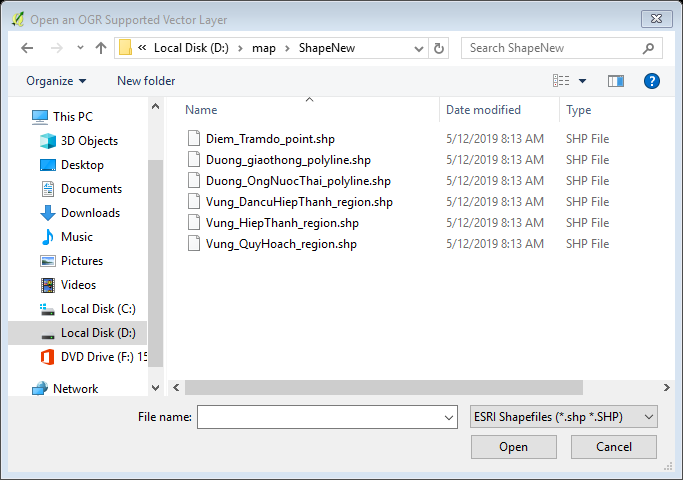 Open an OGR Supported Vector Layer
« Local Disk (D:) > map > ShapeNew
Search ShapeNew
Organize
New folder
Name
Date modified
Type
This PC
3D Objects
Desktop
Documents
Downloads
Music
Pictures
Videos
Local Disk (C:)
Local Disk (D:)
DVD Drive (F:) 15
Network
Diem_Tramdo_point.shp 5/12/2019 8:13 AM SHP File
Duong_giaothong_polyline.shp 5/12/2019 8:13 AM SHP File
Duong_OngNuocThai_polyline.shp 5/12/2019 8:13 AM SHP File
Vung_DancuHiepThanh_region.shp 5/12/2019 8:13 AM SHP File
Vung_HiepThanh_region.shp 5/12/2019 8:13 AM SHP File
Vung_QuyHoach_region.shp 5/12/2019 8:13 AM SHP File
File name:
ESRI Shapefiles (*.shp *.SHP)
Open
Cancel